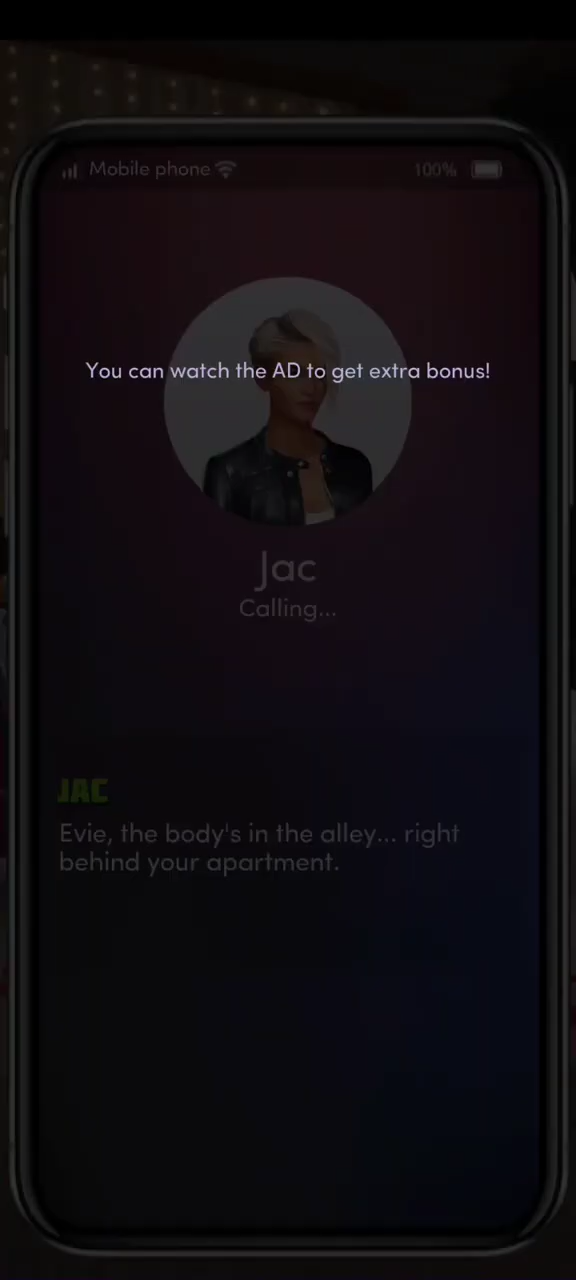 Mobile phone 100%
You can watch the AD to get extra bonus!
Jac
Calling...
JAC
Evie, the body's in the alley... right
behind your apartment.